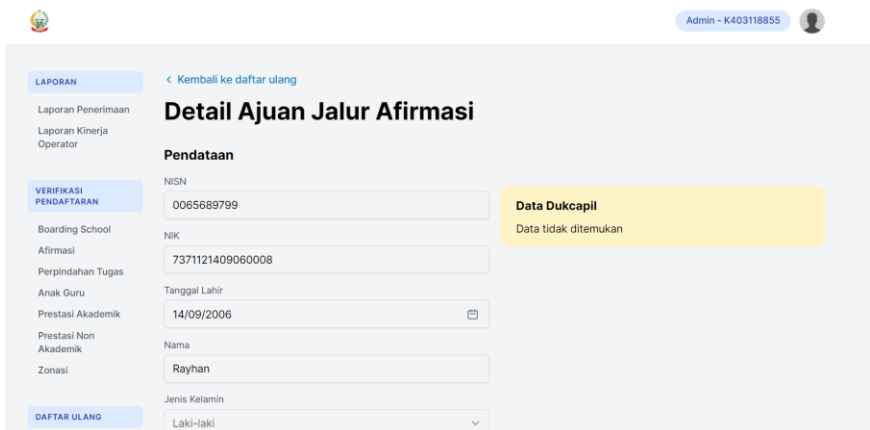 Admin - K403118855
LAPORAN
Laporan Penerimaan
Laporan Kinerja
Operator
VERIFIKASI
PENDAFTARAN
Boarding School
Afirmasi
Perpindahan Tugas
Anak Guru
Prestasi Akademik
Prestasi Non
Akademik
Zonasi
DAFTAR ULANG
Kembali ke daftar ulang
Detail Ajuan Jalur Afirmasi
Pendataan
NISN
0065689799
NIK
7371121409060008
Tanggal Lahir
14/09/2006
Nama
Rayhan
Jenis Kelamin
Laki-laki
Data Dukcapil
Data tidak ditemukan